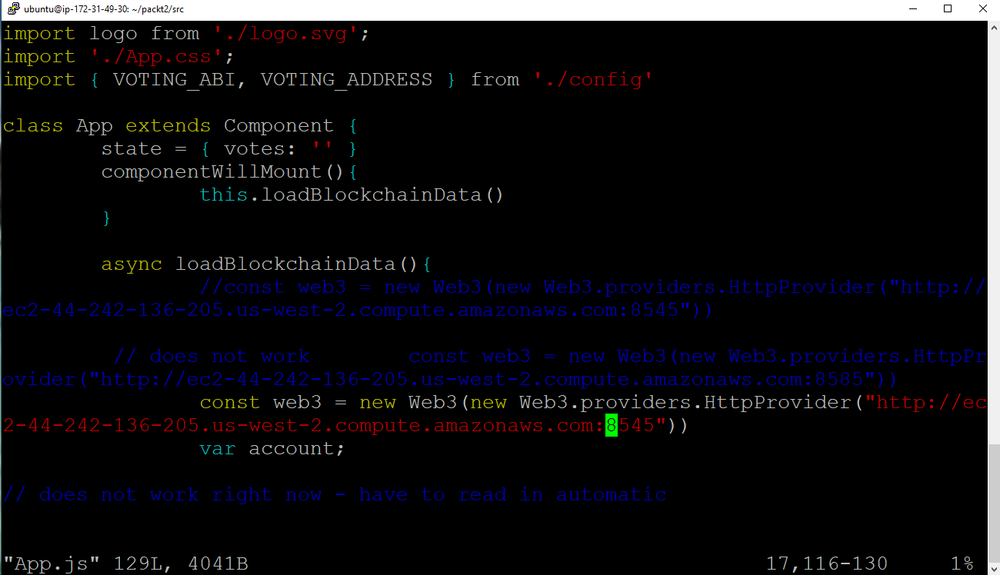 ubuntu@ip-172-31-49-30: ~/packt2/src
import logo from './logo.svg';
import './App.css';
import { VOTING_ABI, VOTING_ADDRESS } from './config'
class App extends Component {
state = { votes: '' }
componentWillMount(){
this.loadBlockchainData()
}
async loadBlockchainData(){
//const web3 = new Web3(new Web3.providers.HttpProvider("http://
ec2-44-242-136-205.us-west-2.compute.amazonaws.com:8545"))
// does not work const web3 = new Web3(new Web3.providers.HttpPr
ovider("http://ec2-44-242-136-205.us-west-2.compute.amazonaws.com:8585"))
const web3 = new Web3(new Web3.providers.HttpProvider("http://ec
2-44-242-136-205.us-west-2.compute.amazonaws.com:8545"))
var account;
// does not work right now - have to read in automatic
"App.js" 129L, 4041B 17,116-130 1%